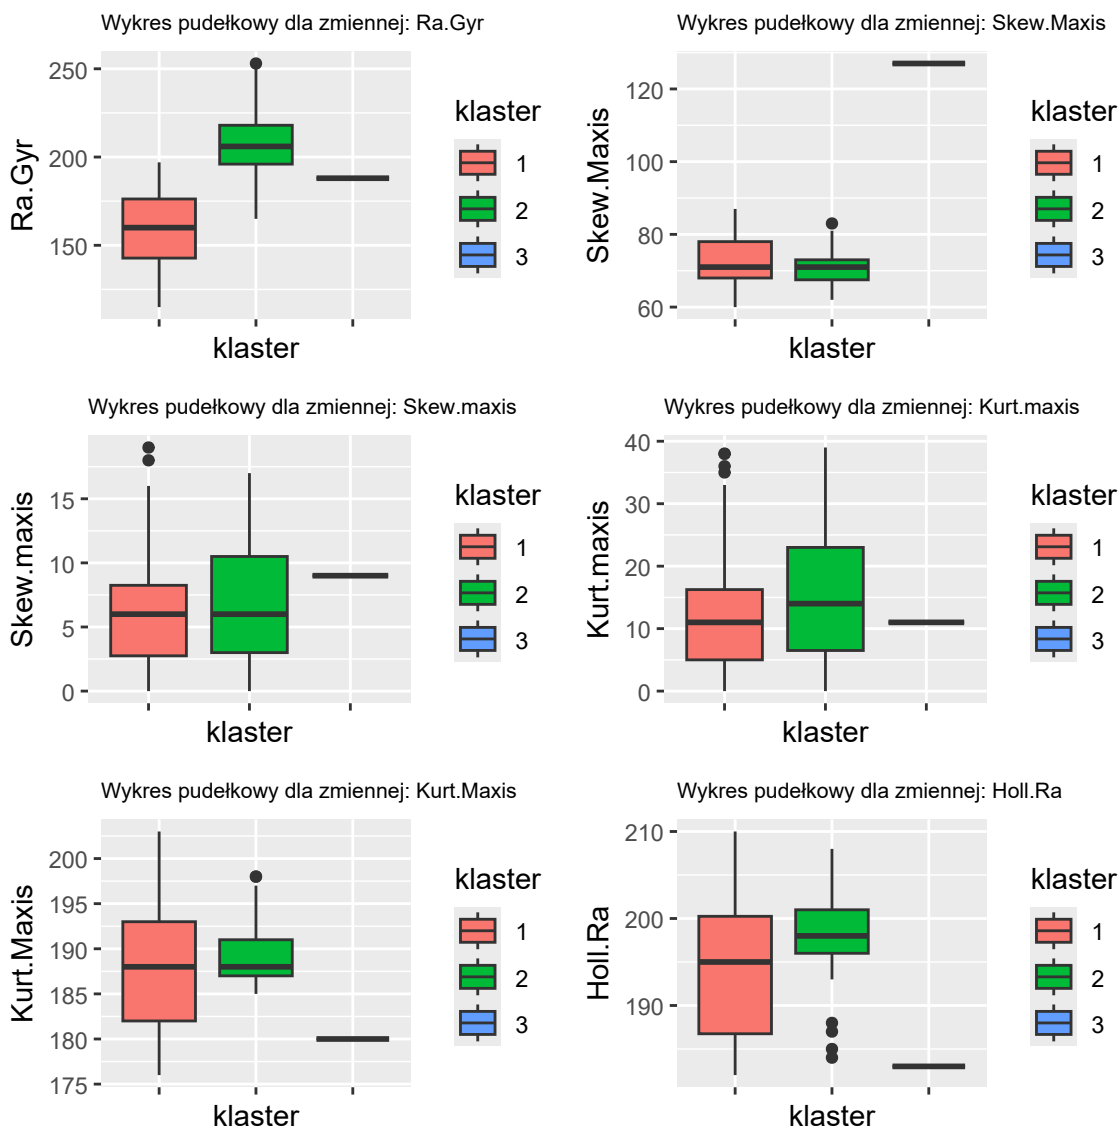 Wykres pudełkowy dla zmiennej: Ra.Gyr
250
200
150
Ra.Gyr
klaster
klaster
1
2
3
Wykres pudełkowy dla zmiennej: Skew.Maxis
120
100
80
60
Skew.Maxis
klaster
klaster
1
2
3
Wykres pudełkowy dla zmiennej: Skew.maxis
15
10
5
0
Skew.maxis
klaster
klaster
1
2
3
Wykres pudełkowy dla zmiennej: Kurt.maxis
40
30
20
10
0
Kurt.maxis
klaster
klaster
1
2
3
Wykres pudełkowy dla zmiennej: Kurt.Maxis
200
195
190
185
180
175
Kurt.Maxis
klaster
klaster
1
2
3
Wykres pudełkowy dla zmiennej: Holl.Ra
210
200
190
Holl.Ra
klaster
klaster
1
2
3